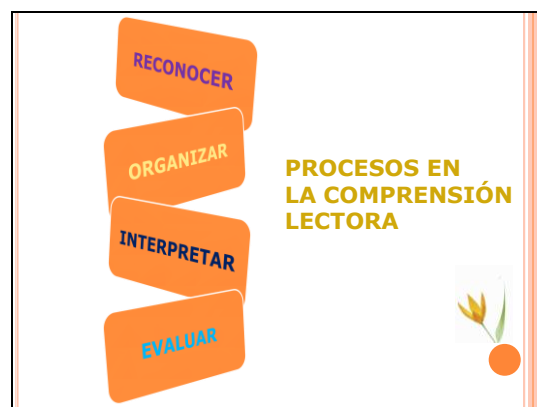 RECONOCER
ORGANIZAR
INTERPRETAR
EVALUAR
PROCESOS EN
LA COMPRENSIÓN
LECTORA